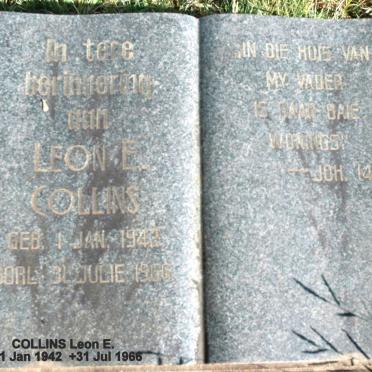 In tere
herinnering
aan
LEON E.
COLLINS
GEB. 1 JAN. 1942
OORL. 31 JULIE 1966
„IN DIE HUIS VAN
MY VADER
IS DAAR BAIE
WONINGS"
—JOH. 14
COLLINS Leon E.
1 Jan 1942 +31 Jul 1966